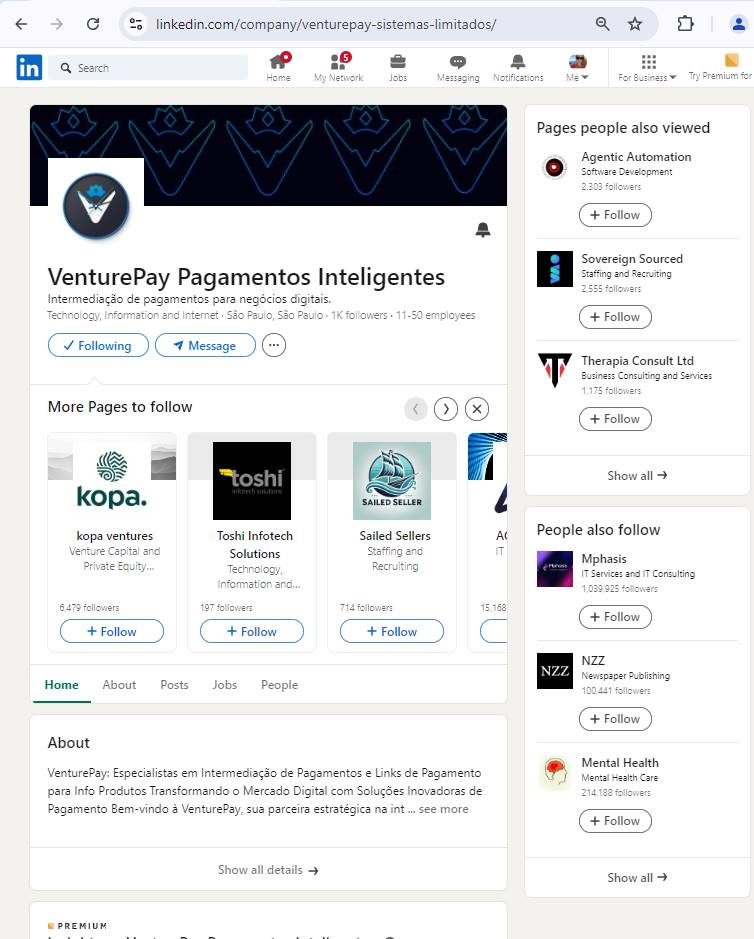 linkedin.com/company/venturepay-sistemas-limitados/
in
Search
Home
5
My Network
Jobs
Messaging
Notifications
Me
For Business
Try Premium for
VenturePay Pagamentos Inteligentes
Intermediação de pagamentos para negócios digitais.
Technology, Information and Internet · São Paulo, São Paulo · 1K followers · 11-50 employees
Following
Message
More Pages to follow
kopa.
kopa ventures
Venture Capital and
Private Equity...
6,479 followers
+ Follow
toshi
infotech solutions
Toshi Infotech
Solutions
Technology,
Information and...
197 followers
+ Follow
SAILED SELLER
Sailed Sellers
Staffing and
Recruiting
714 followers
+ Follow
IT
15,168
Home
About
Posts
Jobs
People
About
VenturePay: Especialistas em Intermediação de Pagamentos e Links de Pagamento
para Info Produtos Transformando o Mercado Digital com Soluções Inovadoras de
Pagamento Bem-vindo à VenturePay, sua parceira estratégica na int ... see more
Show all details →
PREMIUM
Pages people also viewed
Agentic Automation
Software Development
2,303 followers
+ Follow
Sovereign Sourced
Staffing and Recruiting
2,555 followers
+ Follow
Therapia Consult Ltd
Business Consulting and Services
1,175 followers
+ Follow
Show all →
People also follow
Mphasis
Mphasis
IT Services and IT Consulting
1,039,925 followers
+ Follow
NZZ
NZZ
Newspaper Publishing
100,441 followers
+ Follow
Mental Health
Mental Health Care
214,188 followers
+ Follow
Show all →